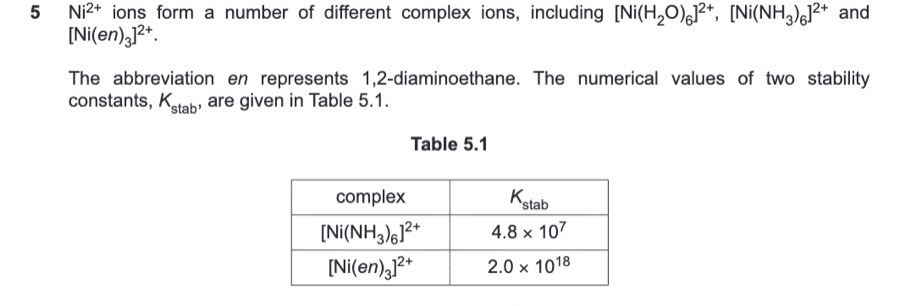 5 Ni²⁺ ions form a number of different complex ions, including [Ni(H₂O)₆]²⁺, [Ni(NH₃)₆]²⁺ and
[Ni(en)₃]²⁺.
The abbreviation en represents 1,2-diaminoethane. The numerical values of two stability
constants, Kstab, are given in Table 5.1.
Table 5.1
complex Kstab
[Ni(NH₃)₆]²⁺ 4.8 × 10⁷
[Ni(en)₃]²⁺ 2.0 × 10¹⁸